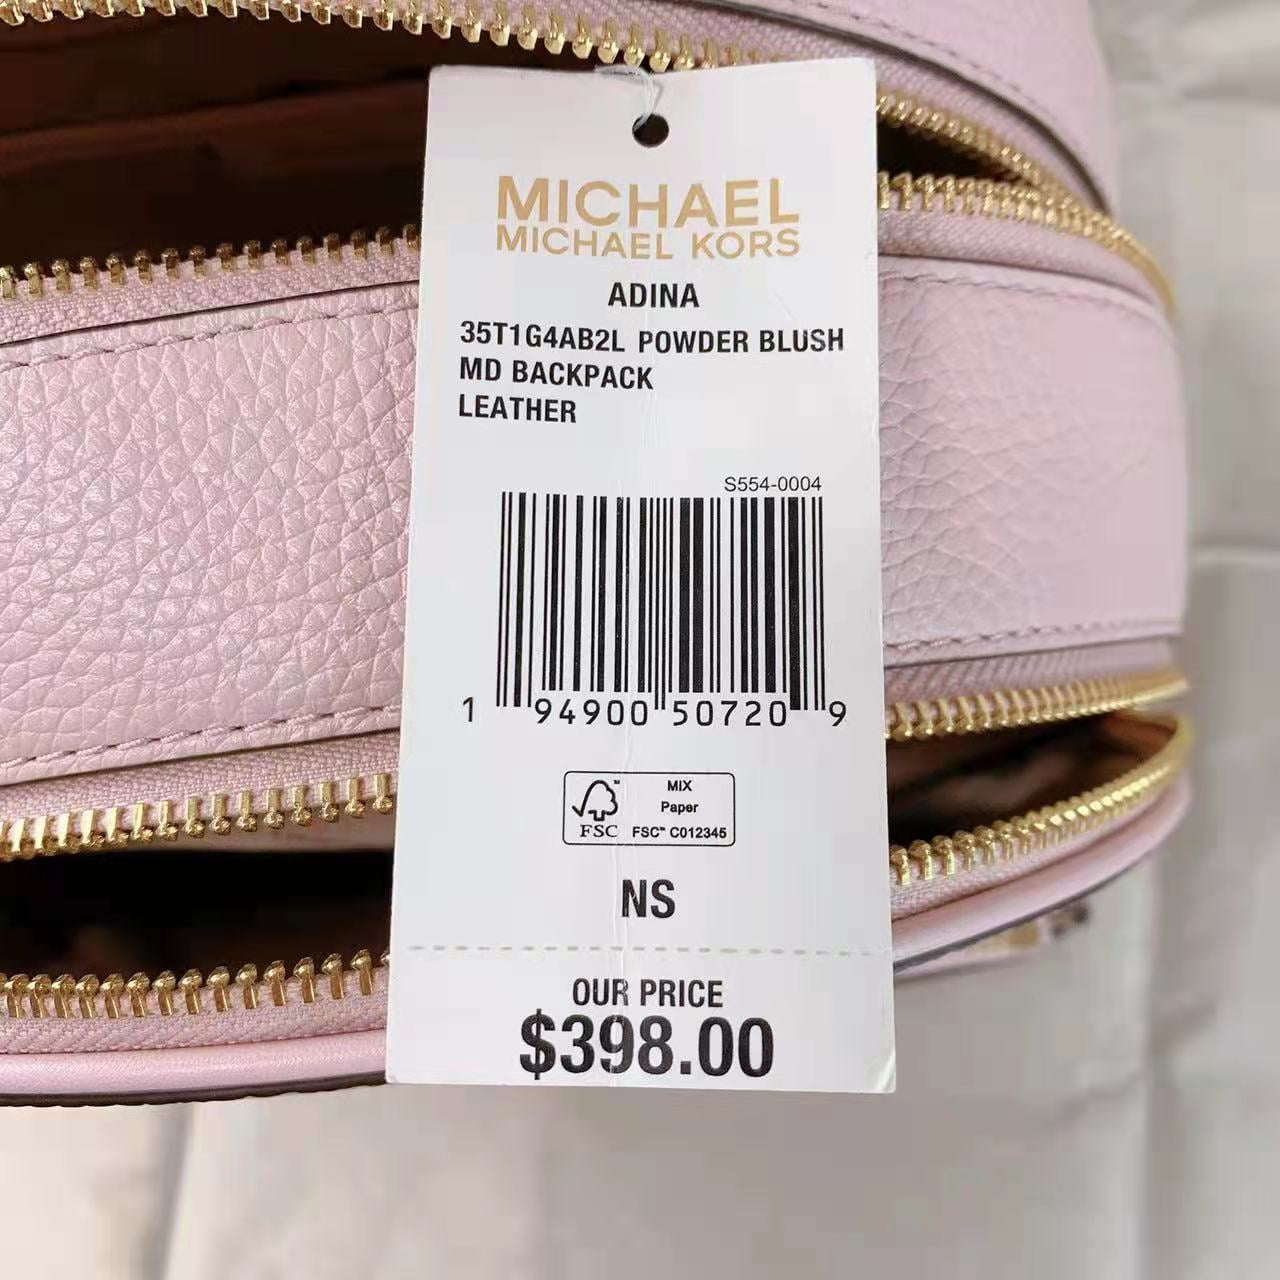 MICHAEL
MICHAEL KORS
ADINA
35T1G4AB2L POWDER BLUSH
MD BACKPACK
LEATHER
S554-0004
1 94900 50720 9
FSC™
MIX
Paper
FSC™ C012345
NS
OUR PRICE
$398.00